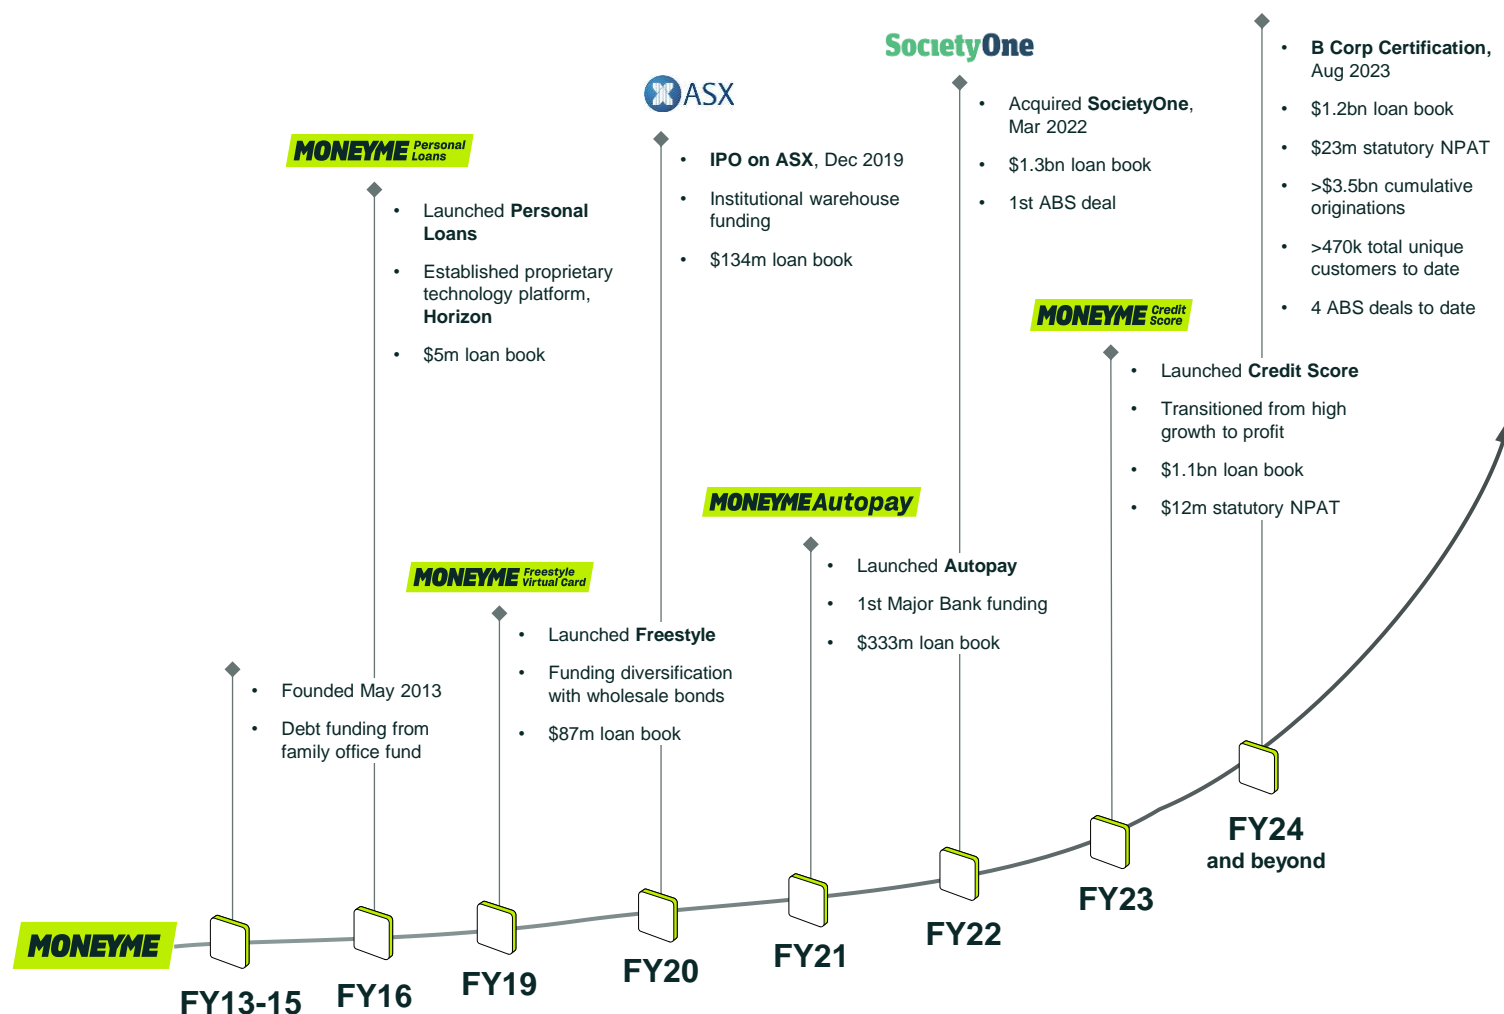 MONEYME
FY13-15
• Founded May 2013
• Debt funding from
family office fund
FY16
MONEYME Personal
Loans
• Launched Personal
Loans
• Established proprietary
technology platform,
Horizon
• $5m loan book
FY19
MONEYME Freestyle
Virtual Card
• Launched Freestyle
• Funding diversification
with wholesale bonds
• $87m loan book
FY20
ASX
• IPO on ASX, Dec 2019
• Institutional warehouse
funding
• $134m loan book
FY21
MONEYME Autopay
• Launched Autopay
• 1st Major Bank funding
• $333m loan book
FY22
SocietyOne
• Acquired SocietyOne,
Mar 2022
• $1.3bn loan book
• 1st ABS deal
FY23
MONEYME Credit
Score
• Launched Credit Score
• Transitioned from high
growth to profit
• $1.1bn loan book
• $12m statutory NPAT
FY24
and beyond
• B Corp Certification,
Aug 2023
• $1.2bn loan book
• $23m statutory NPAT
• >$3.5bn cumulative
originations
• >470k total unique
customers to date
• 4 ABS deals to date